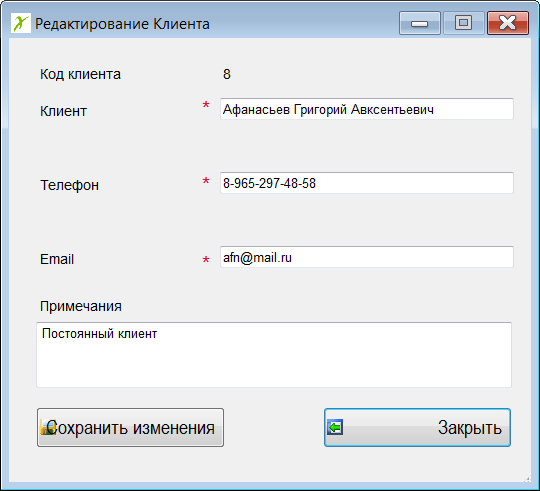 Редактирование Клиента
Код клиента 8
Клиент * Афанасьев Григорий Авксентьевич
Телефон * 8-965-297-48-58
Email * afn@mail.ru
Примечания
Постоянный клиент
Сохранить изменения Закрыть